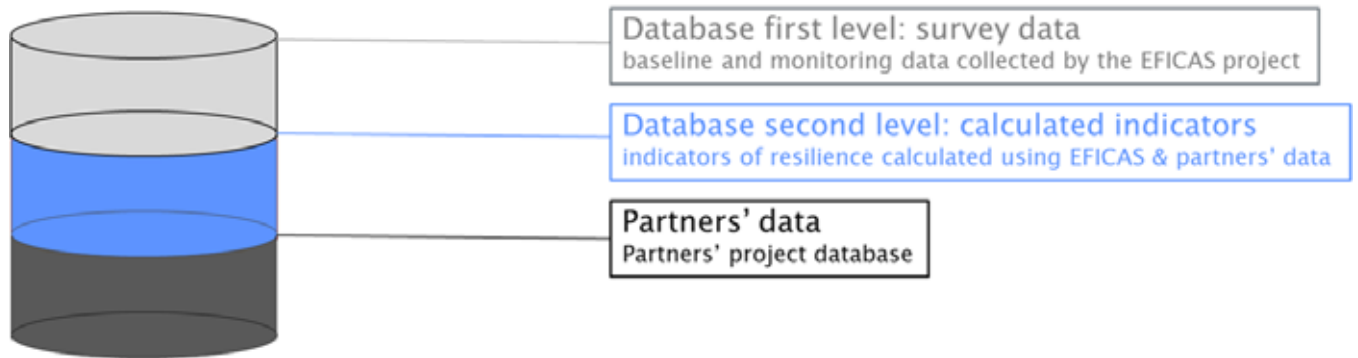 Database first level: survey data
baseline and monitoring data collected by the EFICAS project
Database second level: calculated indicators
indicators of resilience calculated using EFICAS & partners’ data
Partners’ data
Partners’ project database